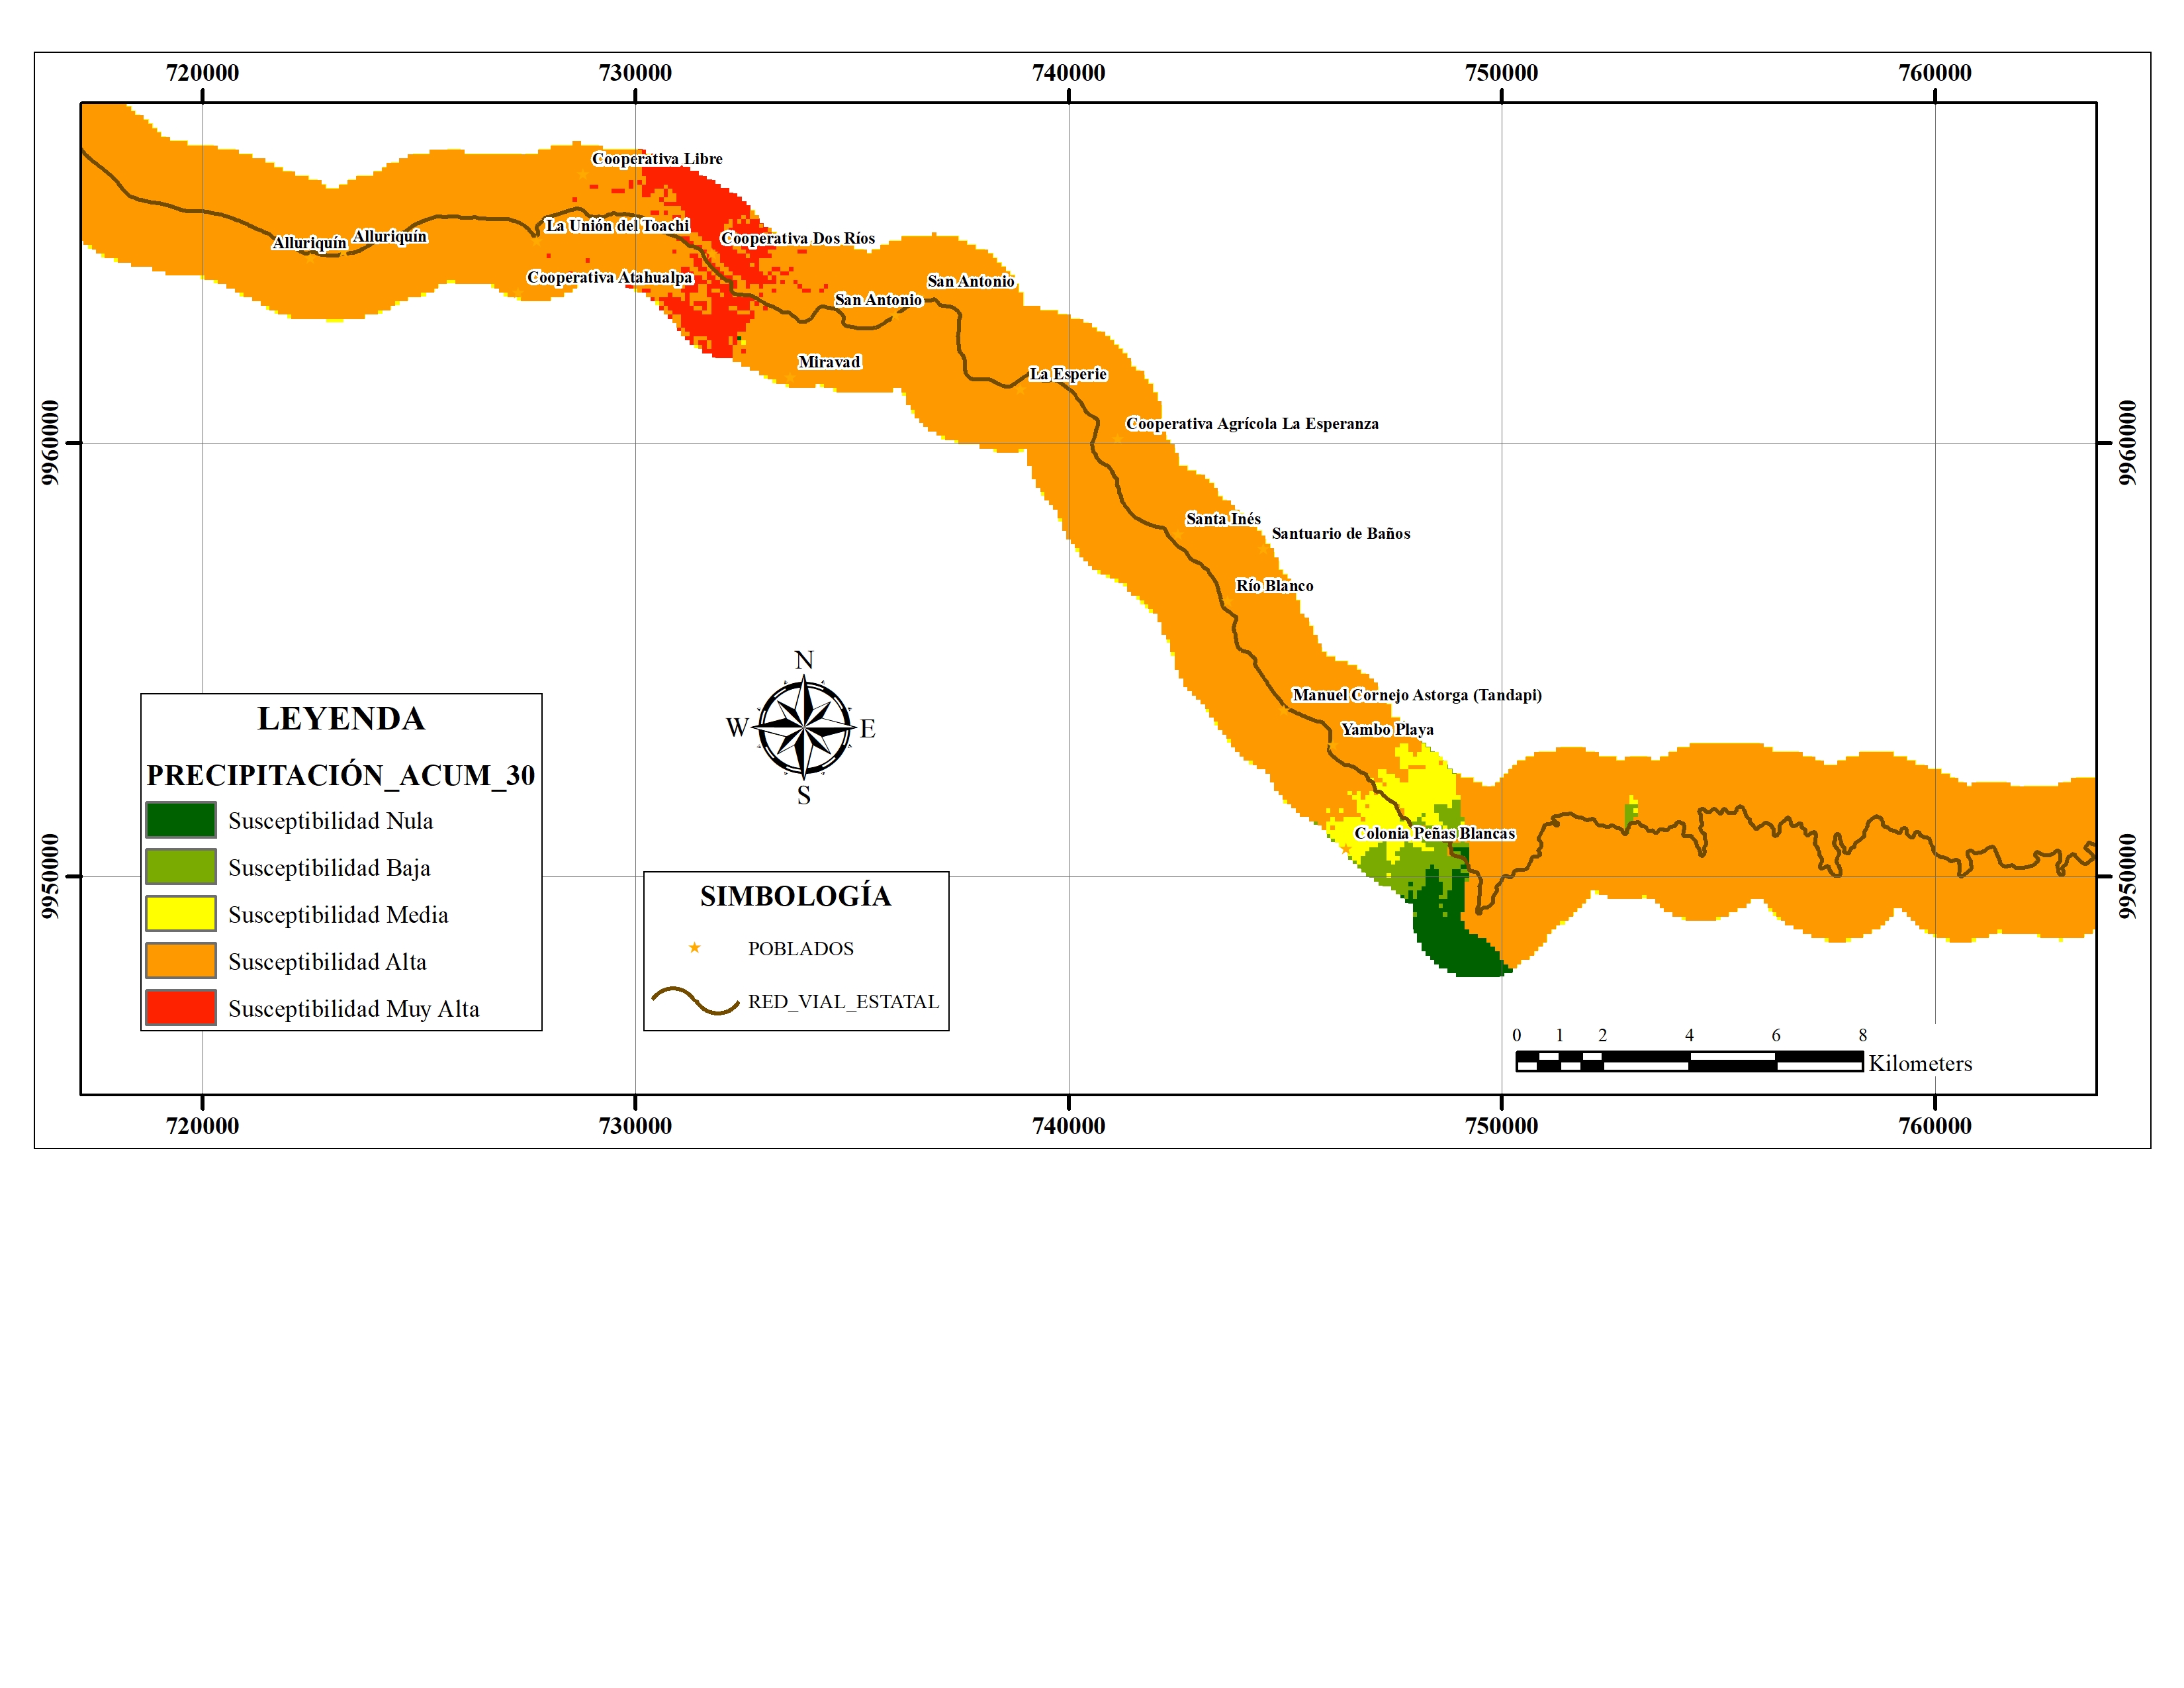 720000 730000 740000 750000 760000
Cooperativa Libre
La Unión del Toachi
Alluriquín
Alluriquín
Cooperativa Dos Ríos
Cooperativa Atahualpa
San Antonio
San Antonio
Miravad
La Esperie
Cooperativa Agrícola La Esperanza
9960000
9960000
Santa Inés
Santuario de Baños
Río Blanco
Manuel Cornejo Astorga (Tandapi)
Yambo Playa
Colonia Peñas Blancas
9950000
9950000
N
W E
S
LEYENDA
PRECIPITACIÓN_ACUM_30
Susceptibilidad Nula
Susceptibilidad Baja
Susceptibilidad Media
Susceptibilidad Alta
Susceptibilidad Muy Alta
SIMBOLOGÍA
POBLADOS
RED_VIAL_ESTATAL
0 1 2 4 6 8
Kilometers
720000 730000 740000 750000 760000